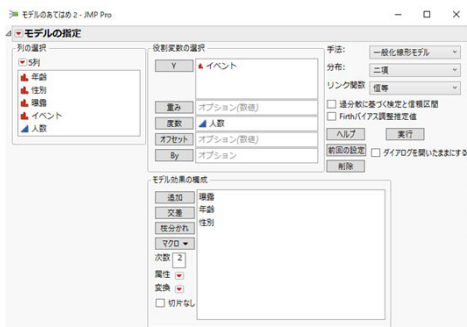 モデルのあてはめ 2 - JMP Pro
モデルの指定
列の選択
5列
年齢
性別
曝露
イベント
人数
役割変数の選択
Y
イベント
重み
オプション(数値)
度数
人数
オフセット
オプション(数値)
By
オプション
手法:
一般化線形モデル
分布:
二項
リンク関数
恒等
過分散に基づく検定と信頼区間
Firthバイアス調整推定値
ヘルプ
実行
前回の設定
ダイアログを開いたままにする
削除
モデル効果の構成
追加
交差
枝分かれ
マクロ
次数 2
属性
変換
切片なし
曝露
年齢
性別